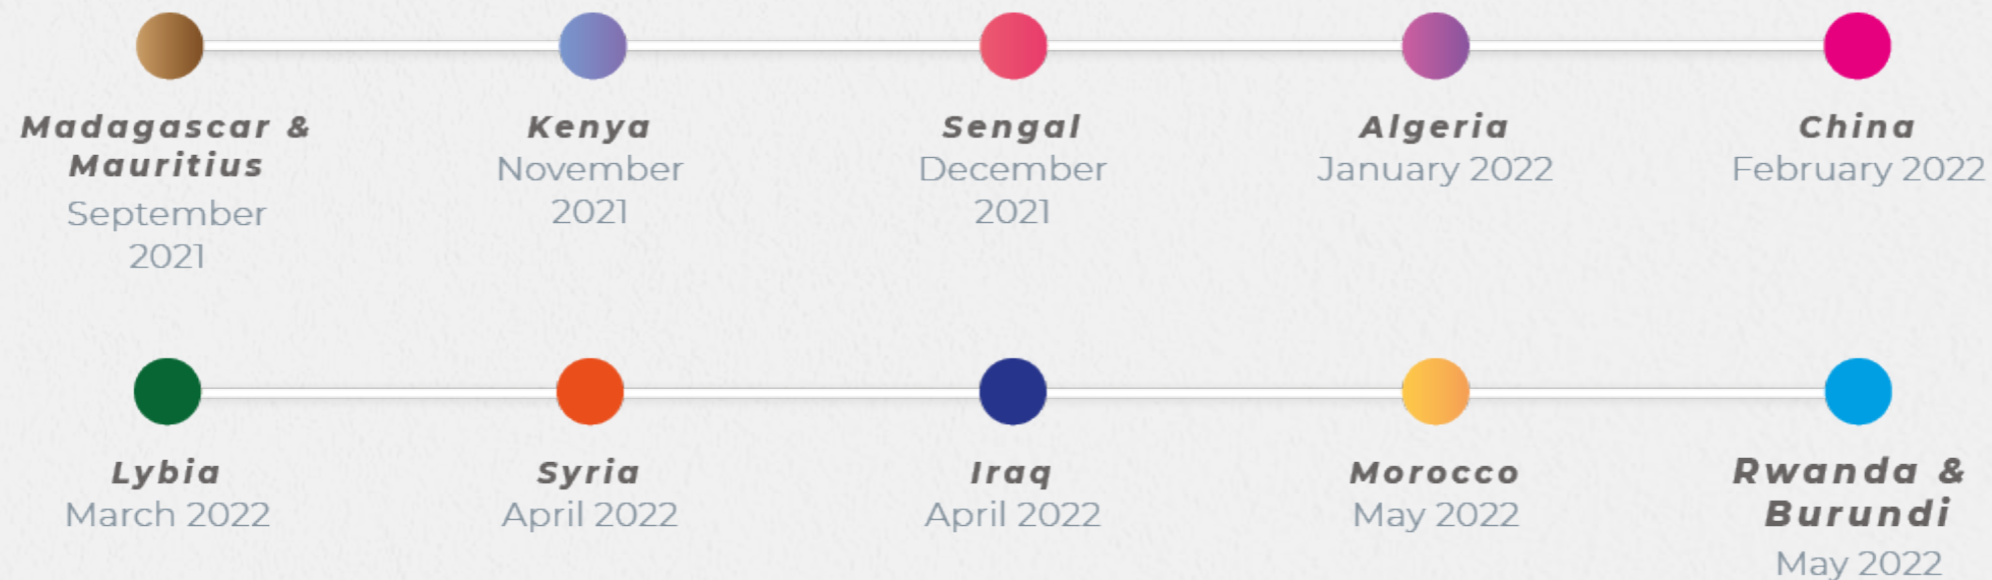 Madagascar &
Mauritius
September
2021
Kenya
November
2021
Sengal
December
2021
Algeria
January 2022
China
February 2022
Lybia
March 2022
Syria
April 2022
Iraq
April 2022
Morocco
May 2022
Rwanda &
Burundi
May 2022